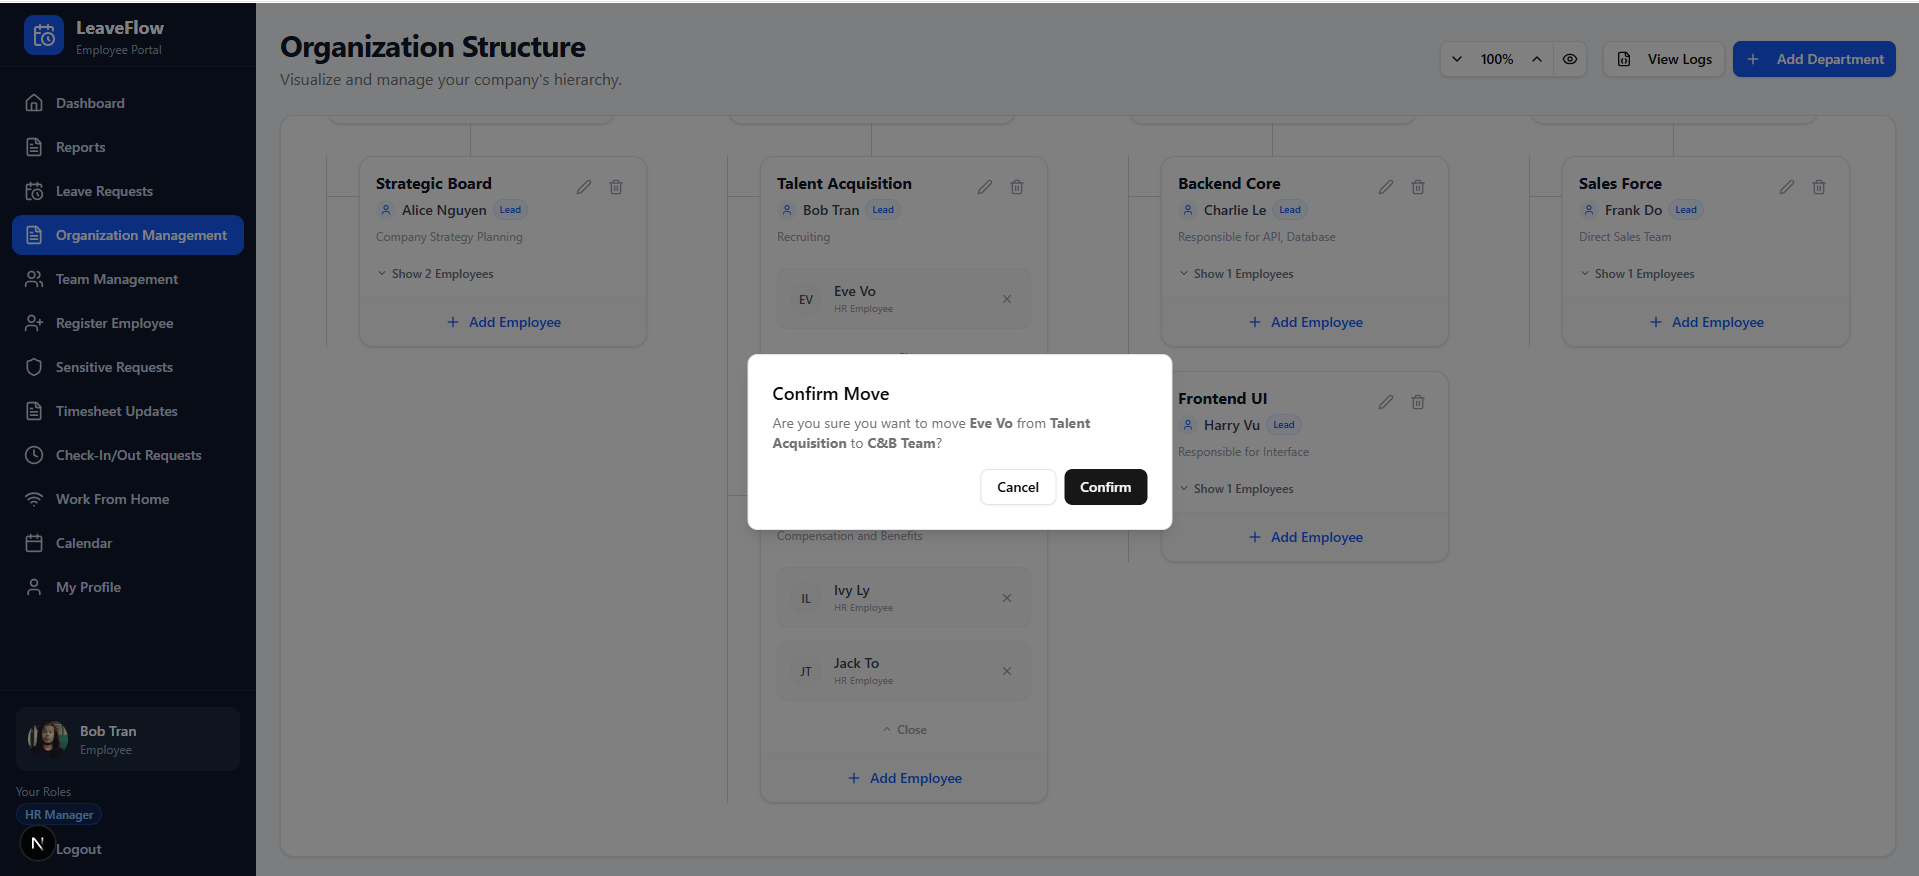 LeaveFlow
Employee Portal
Dashboard
Reports
Leave Requests
Organization Management
Team Management
Register Employee
Sensitive Requests
Timesheet Updates
Check-In/Out Requests
Work From Home
Calendar
My Profile
Bob Tran
Employee
Your Roles
HR Manager
N
Logout
Organization Structure
Visualize and manage your company's hierarchy.
100%
View Logs
Add Department
Strategic Board
Alice Nguyen Lead
Company Strategy Planning
Show 2 Employees
Add Employee
Talent Acquisition
Bob Tran Lead
Recruiting
EV
Eve Vo
HR Employee
Confirm Move
Are you sure you want to move Eve Vo from Talent
Acquisition to C&B Team?
Cancel
Confirm
Compensation and Benefits
IL
Ivy Ly
HR Employee
JT
Jack To
HR Employee
Close
Add Employee
Backend Core
Charlie Le Lead
Responsible for API, Database
Show 1 Employees
Add Employee
Frontend UI
Harry Vu Lead
Responsible for Interface
Show 1 Employees
Add Employee
Sales Force
Frank Do Lead
Direct Sales Team
Show 1 Employees
Add Employee